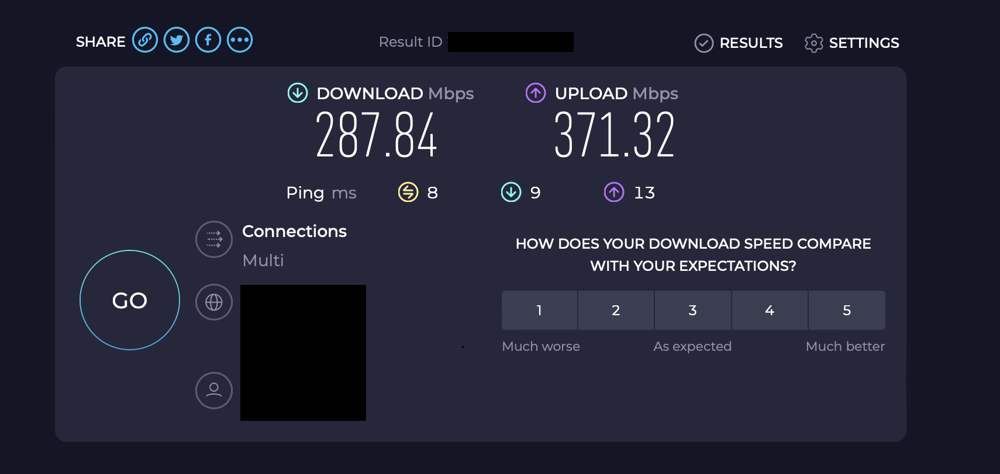 SHARE
Result ID
RESULTS
SETTINGS
DOWNLOAD Mbps
287.84
UPLOAD Mbps
371.32
Ping ms 8 9 13
Connections
Multi
GO
HOW DOES YOUR DOWNLOAD SPEED COMPARE
WITH YOUR EXPECTATIONS?
1 2 3 4 5
Much worse As expected Much better